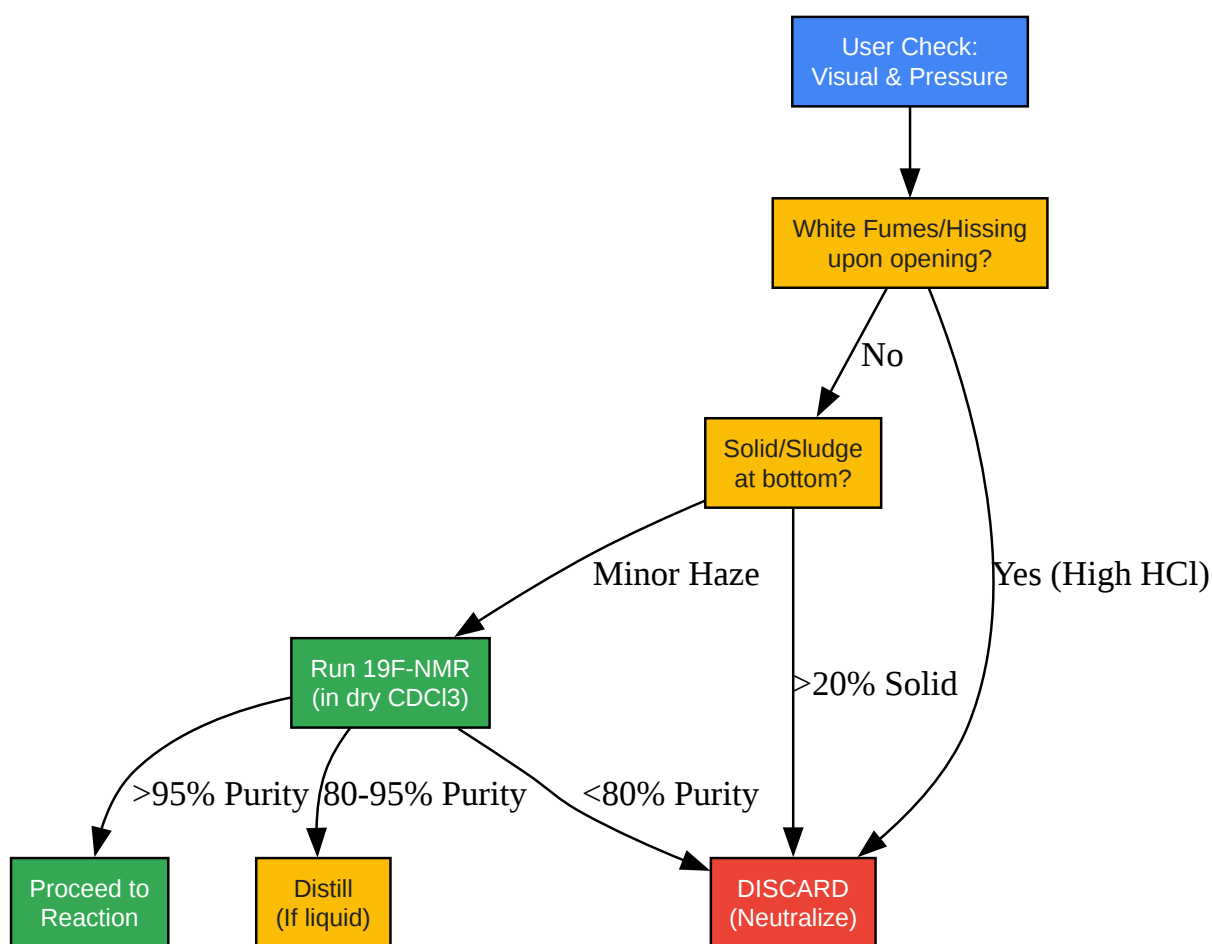 User Check:
Visual & Pressure
White Fumes/Hissing
upon opening?
No
Solid/Sludge
at bottom?
Minor Haze
Yes (High HCl)
Run 19F-NMR
(in dry CDCl3)
>20% Solid
>95% Purity
80-95% Purity
<80% Purity
Proceed to
Reaction
Distill
(If liquid)
DISCARD
(Neutralize)